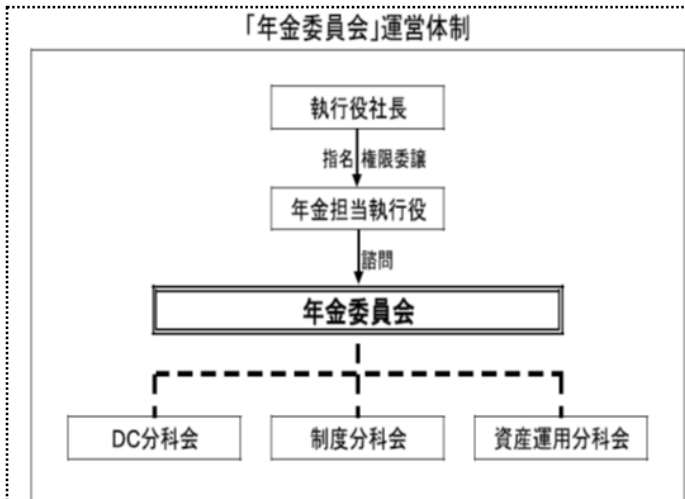 「年金委員会」運営体制
執行役社長
指名 権限委譲
年金担当執行役
諮問
年金委員会
DC分科会 制度分科会 資産運用分科会